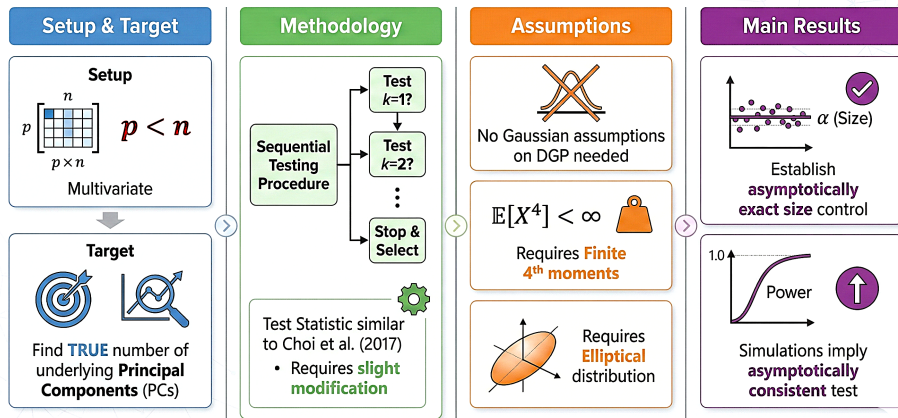 Setup & Target
Setup
n
p
p × n
p < n
Multivariate
Target
Find TRUE number of
underlying Principal
Components (PCs)
Methodology
Sequential
Testing
Procedure
Test
k=1?
Test
k=2?
⋮
Stop &
Select
Test Statistic similar
to Choi et al. (2017)
• Requires slight
modification
Assumptions
No Gaussian assumptions
on DGP needed
𝔼[X⁴] < ∞
Requires Finite
4th moments
Requires
Elliptical
distribution
Main Results
α (Size)
Establish
asymptotically
exact size control
1.0
Power
Simulations imply
asymptotically
consistent test